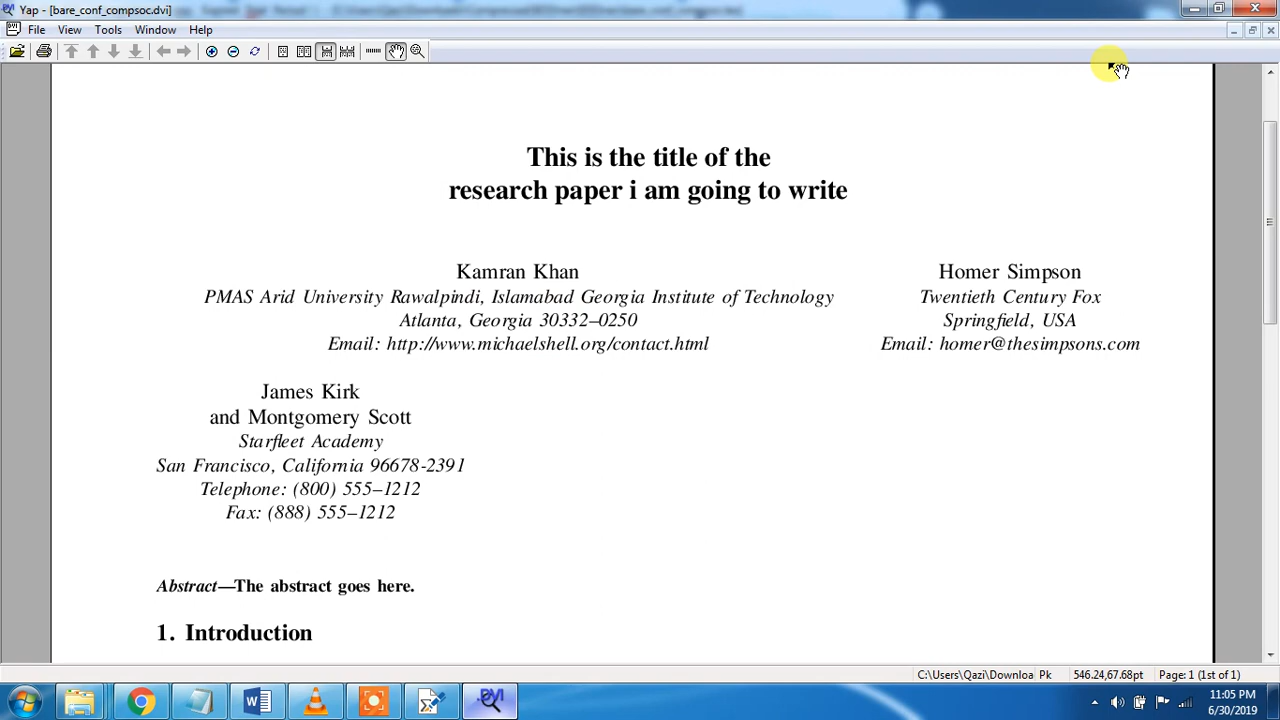 Yap - [bare_conf_compsoc.dvi]
File View Tools Window Help
This is the title of the
research paper i am going to write
Kamran Khan
PMAS Arid University Rawalpindi, Islamabad Georgia Institute of Technology
Atlanta, Georgia 30332–0250
Email: http://www.michaelshell.org/contact.html
Homer Simpson
Twentieth Century Fox
Springfield, USA
Email: homer@thesimpsons.com
James Kirk
and Montgomery Scott
Starfleet Academy
San Francisco, California 96678-2391
Telephone: (800) 555–1212
Fax: (888) 555–1212
Abstract—The abstract goes here.
1. Introduction
C:\Users\Qazi\Downloa Pk 546.24,67.68pt Page: 1 (1st of 1)
11:05 PM
6/30/2019